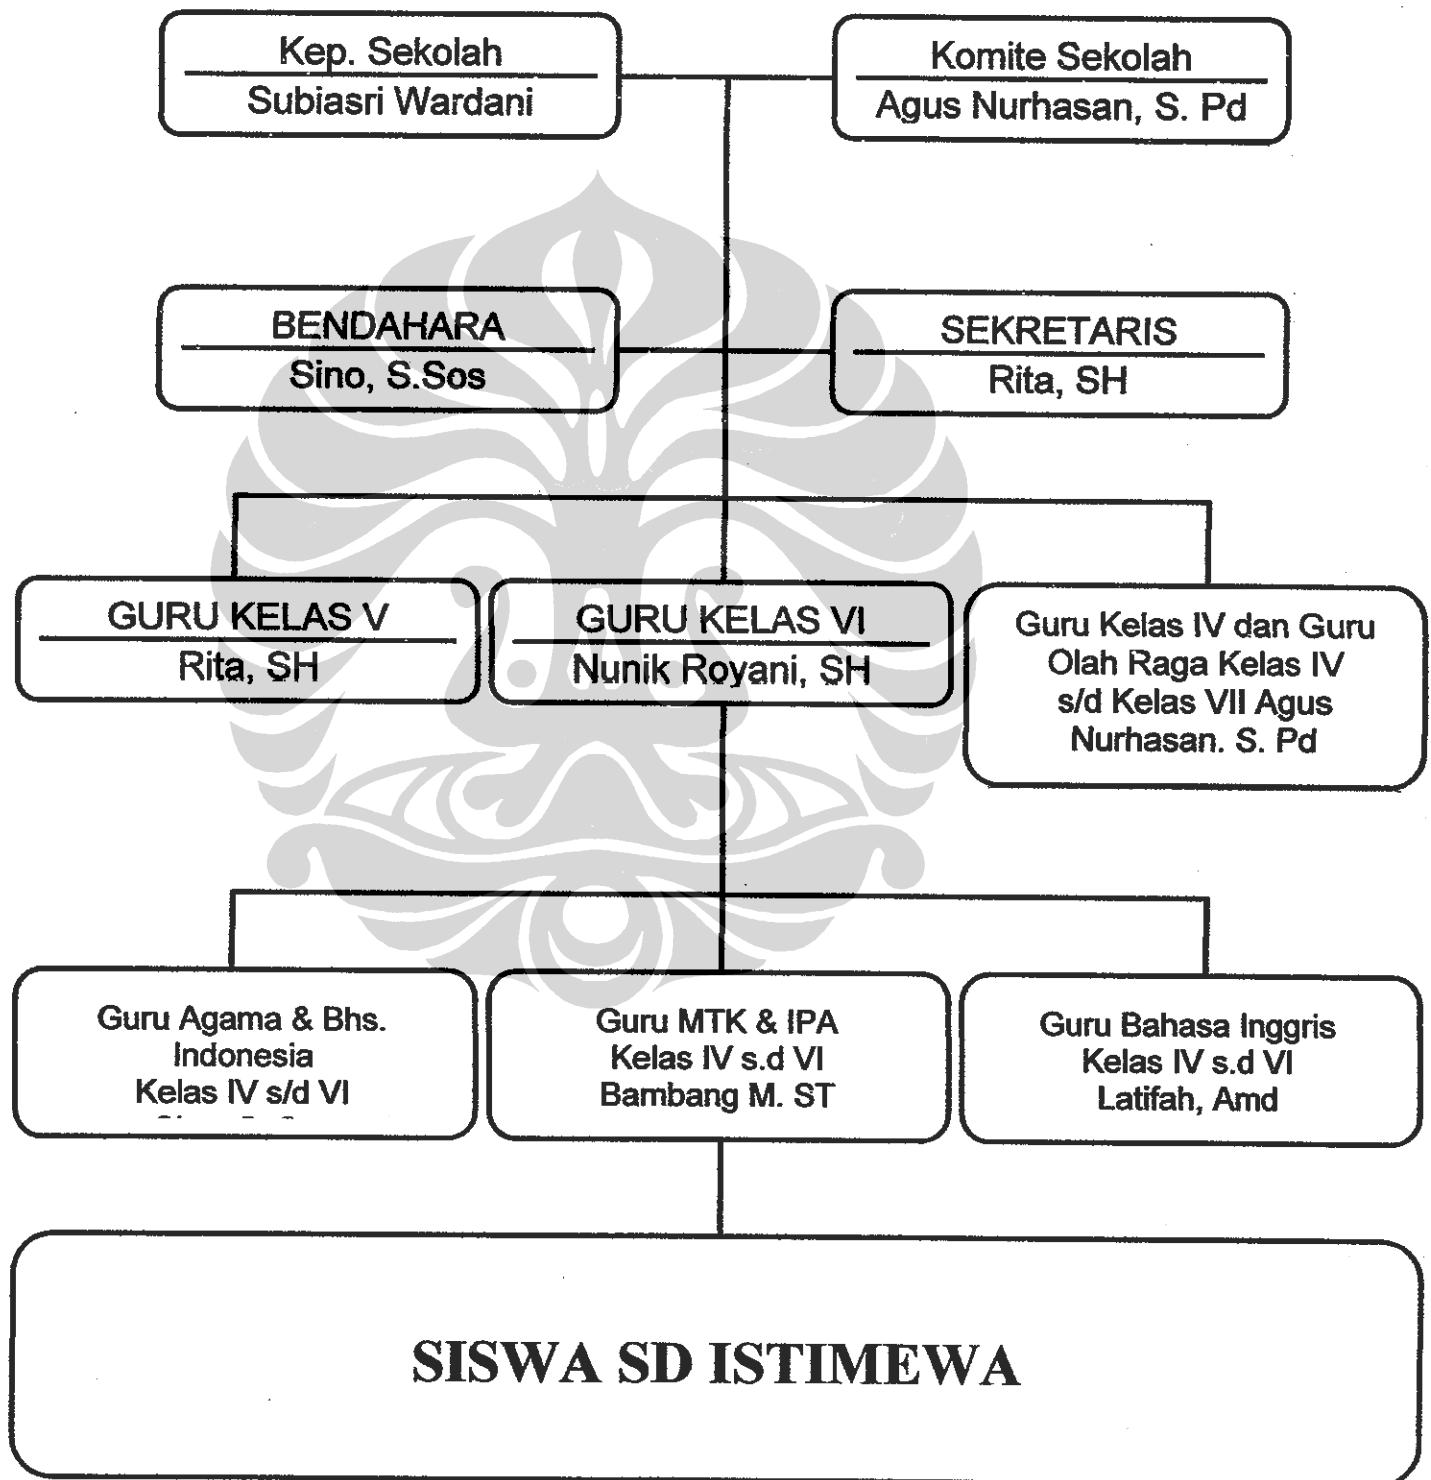 Kep. Sekolah
Subiasri Wardani
Komite Sekolah
Agus Nurhasan, S. Pd
BENDAHARA
Sino, S.Sos
SEKRETARIS
Rita, SH
GURU KELAS V
Rita, SH
GURU KELAS VI
Nunik Royani, SH
Guru Kelas IV dan Guru
Olah Raga Kelas IV
s/d Kelas VII Agus
Nurhasan. S. Pd
Guru Agama & Bhs.
Indonesia
Kelas IV s/d VI
Guru MTK & IPA
Kelas IV s.d VI
Bambang M. ST
Guru Bahasa Inggris
Kelas IV s.d VI
Latifah, Amd
SISWA SD ISTIMEWA